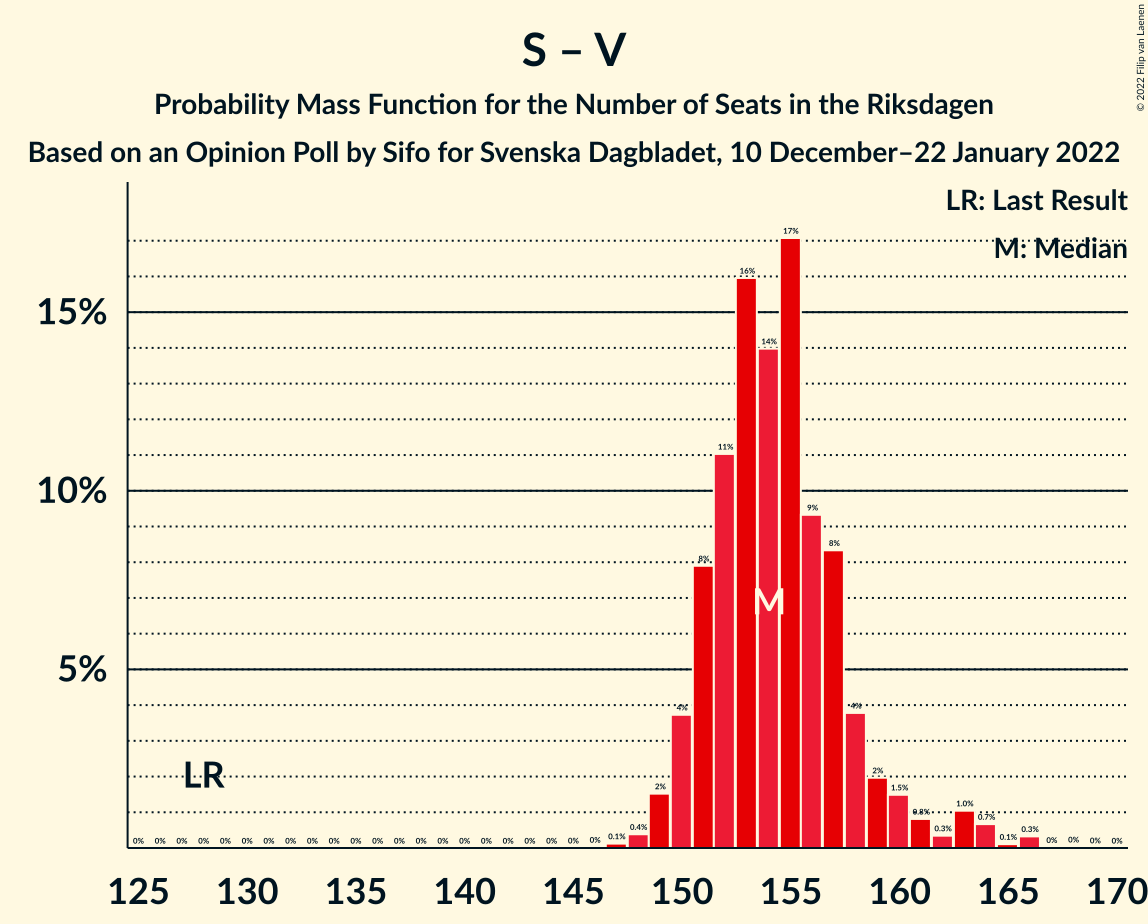 S – V
Probability Mass Function for the Number of Seats in the Riksdagen
Based on an Opinion Poll by Sifo for Svenska Dagbladet, 10 December–22 January 2022
© 2022 Filip van Laenen
LR: Last Result
M: Median
15%
10%
5%
LR
M
0% 0% 0% 0% 0% 0% 0% 0% 0% 0% 0% 0% 0% 0% 0% 0% 0% 0% 0% 0% 0% 0% 0.1% 0.4% 2% 4% 8% 11% 16% 14% 17% 9% 8% 4% 2% 1.5% 0.8% 0.3% 1.0% 0.7% 0.1% 0.3% 0% 0% 0% 0%
125 130 135 140 145 150 155 160 165 170